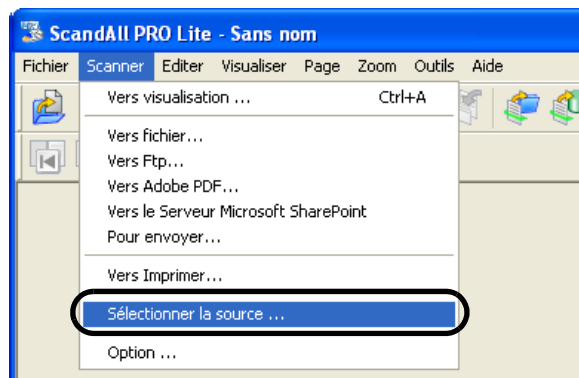 ScandAll PRO Lite - Sans nom
Fichier Scanner Editer Visualiser Page Zoom Outils Aide
Vers visualisation ... Ctrl+A
Vers fichier...
Vers Ftp...
Vers Adobe PDF...
Vers le Serveur Microsoft SharePoint
Pour envoyer...
Vers Imprimer...
Sélectionner la source ...
Option ...